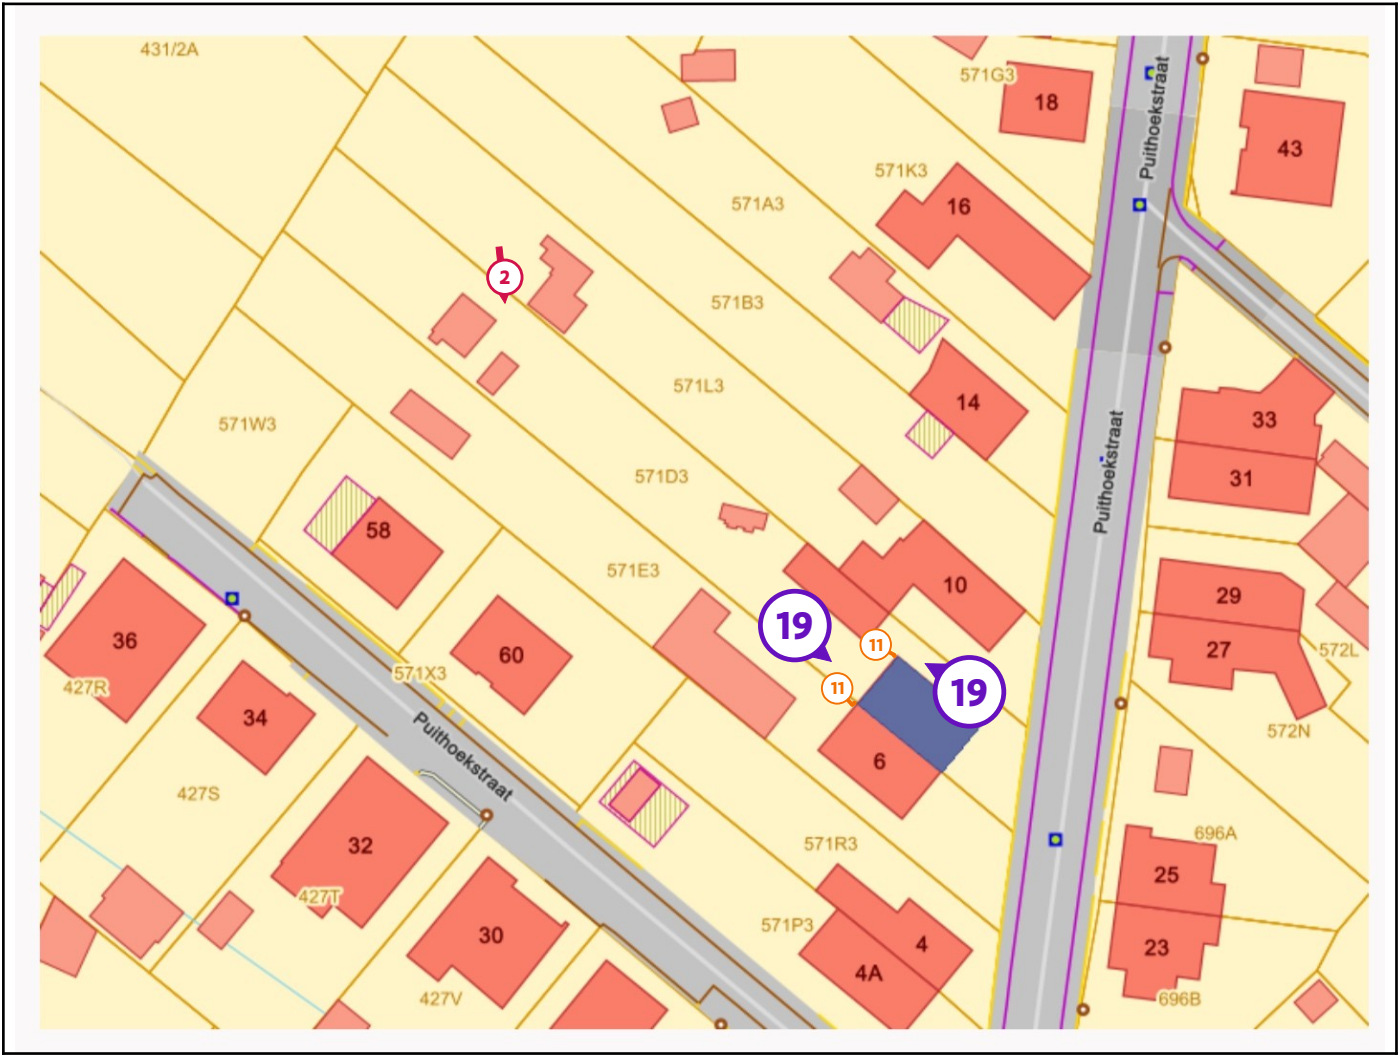 431/2A
571G3
18
Puithoekstraat
43
571K3
16
571A3
2
571B3
571L3
14
33
571W3
31
Puithoekstraat
571D3
58
571E3
10
29
19
36
11
60
27
572L
427R
571X3
11
19
34
572N
Puithoekstraat
6
427S
696A
32
571R3
25
427T
571P3
30
4
23
4A
427V
696B